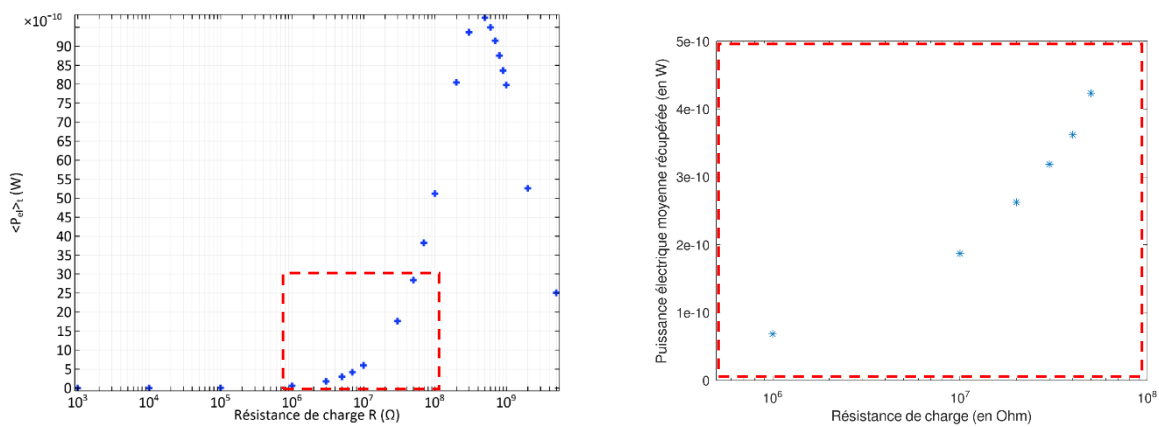 ×10⁻¹⁰
90
85
80
75
70
65
60
55
50
45
40
35
30
25
20
15
10
5
0
<Pel>t (W)
10³ 10⁴ 10⁵ 10⁶ 10⁷ 10⁸ 10⁹
Résistance de charge R (Ω)
5e-10
4e-10
3e-10
2e-10
1e-10
0
Puissance électrique moyenne récupérée (en W)
10⁶ 10⁷ 10⁸
Résistance de charge (en Ohm)